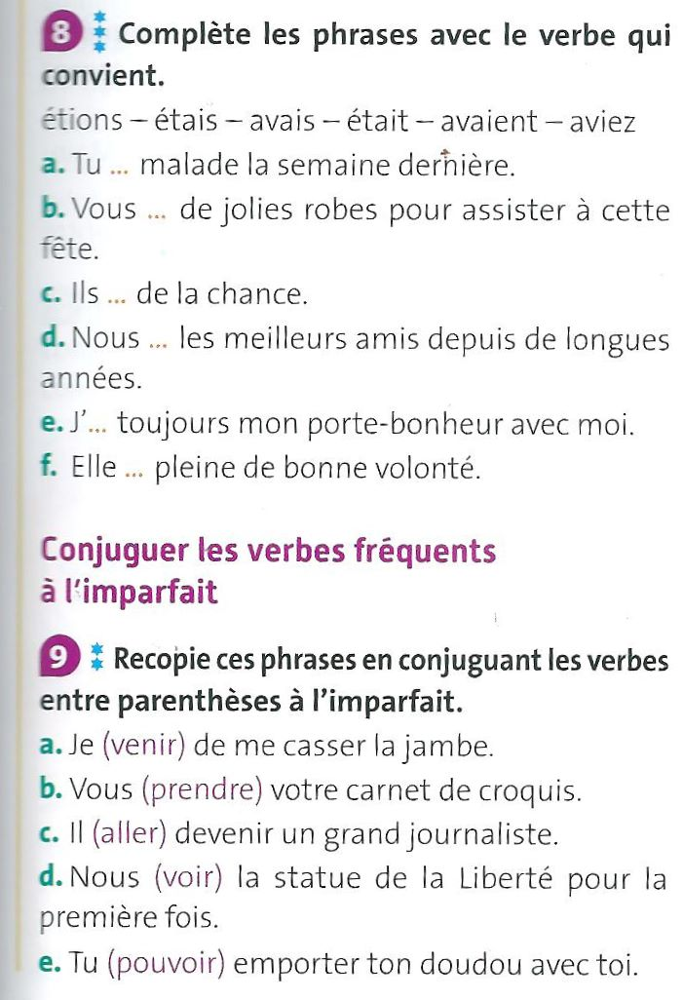 8 Complète les phrases avec le verbe qui
convient.
étions – étais – avais – était – avaient – aviez
a. Tu ... malade la semaine dernière.
b. Vous ... de jolies robes pour assister à cette
fête.
c. Ils ... de la chance.
d. Nous ... les meilleurs amis depuis de longues
années.
e. J'... toujours mon porte-bonheur avec moi.
f. Elle ... pleine de bonne volonté.
Conjuguer les verbes fréquents
à l'imparfait
9 Recopie ces phrases en conjuguant les verbes
entre parenthèses à l'imparfait.
a. Je (venir) de me casser la jambe.
b. Vous (prendre) votre carnet de croquis.
c. Il (aller) devenir un grand journaliste.
d. Nous (voir) la statue de la Liberté pour la
première fois.
e. Tu (pouvoir) emporter ton doudou avec toi.